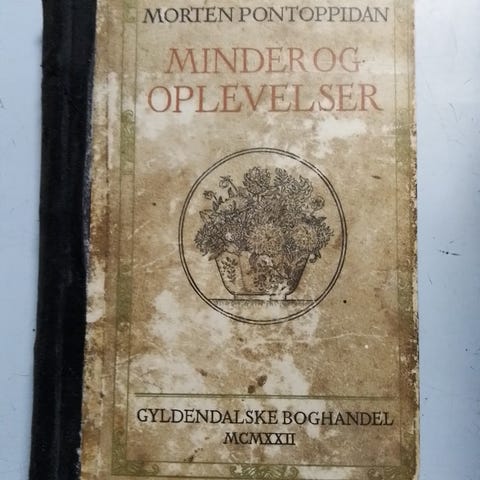 MORTEN PONTOPPIDAN
MINDER OG
OPLEVELSER
GYLDENDALSKE BOGHANDEL
MCMXXII